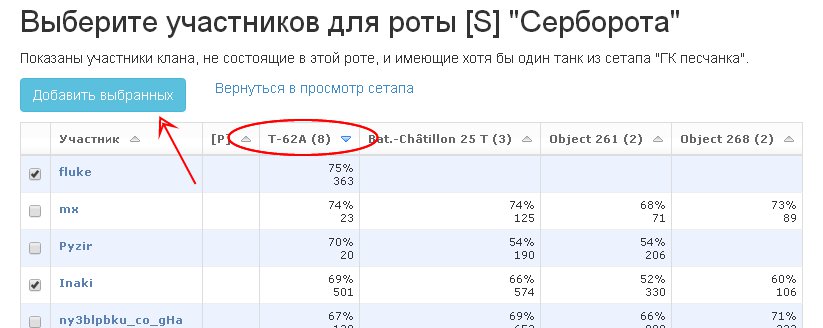 Выберите участников для роты [S] "Серборота"
Показаны участники клана, не состоящие в этой роте, и имеющие хотя бы один танк из сетапа "ГК песчанка".
Добавить выбранных Вернуться в просмотр сетапа
Участник [P] T-62A (8) Bat.-Châtillon 25 T (3) Object 261 (2) Object 268 (2)
fluke 75%
363
mx 74% 74% 68% 73%
23 125 71 89
Pyzir 70% 54% 54%
20 190 206
Inaki 69% 66% 52% 60%
501 574 330 106
ny3blpbku_co_gHa 67% 69% 66% 71%